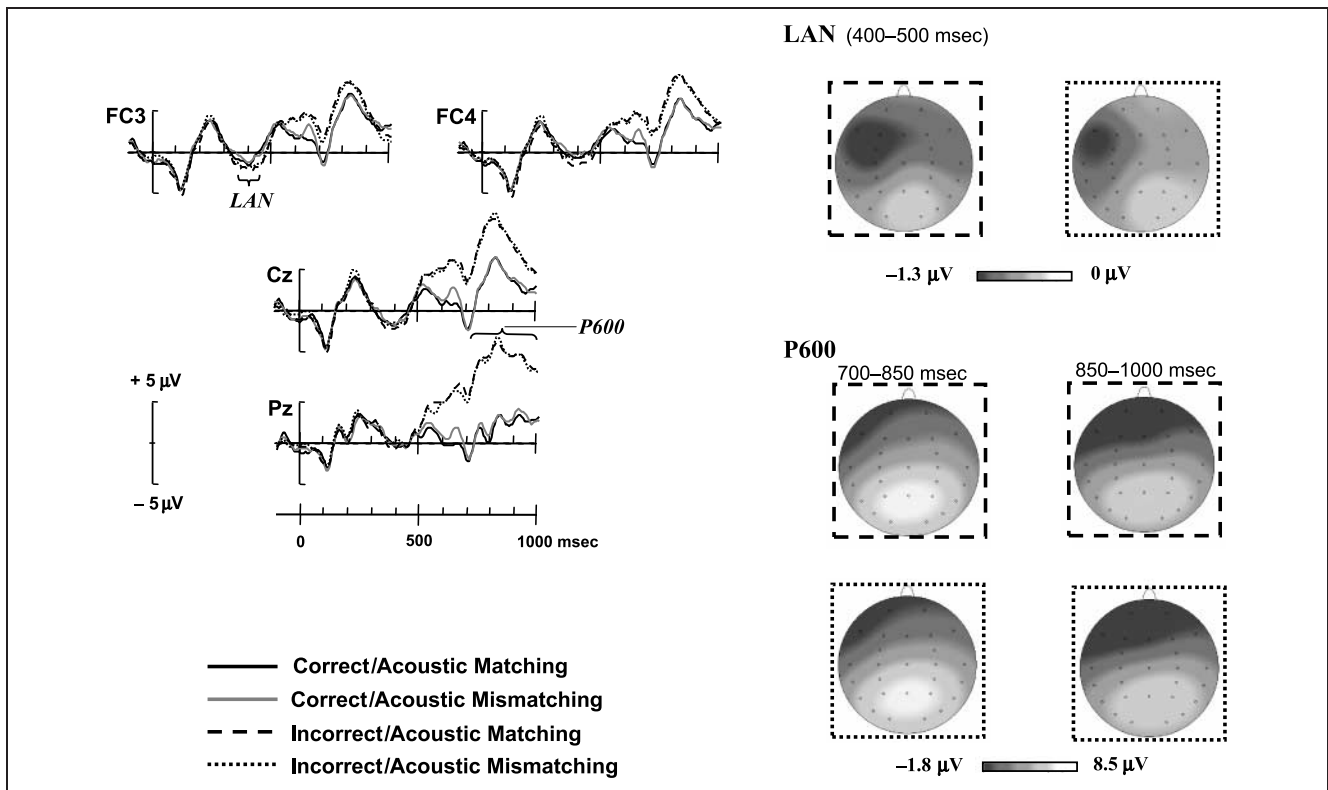 LAN (400–500 msec)
FC3
FC4
LAN
–1.3 µV 0 µV
Cz
P600
P600
700–850 msec 850–1000 msec
+ 5 µV
Pz
– 5 µV
0 500 1000 msec
Correct/Acoustic Matching
Correct/Acoustic Mismatching
Incorrect/Acoustic Matching
Incorrect/Acoustic Mismatching
–1.8 µV 8.5 µV